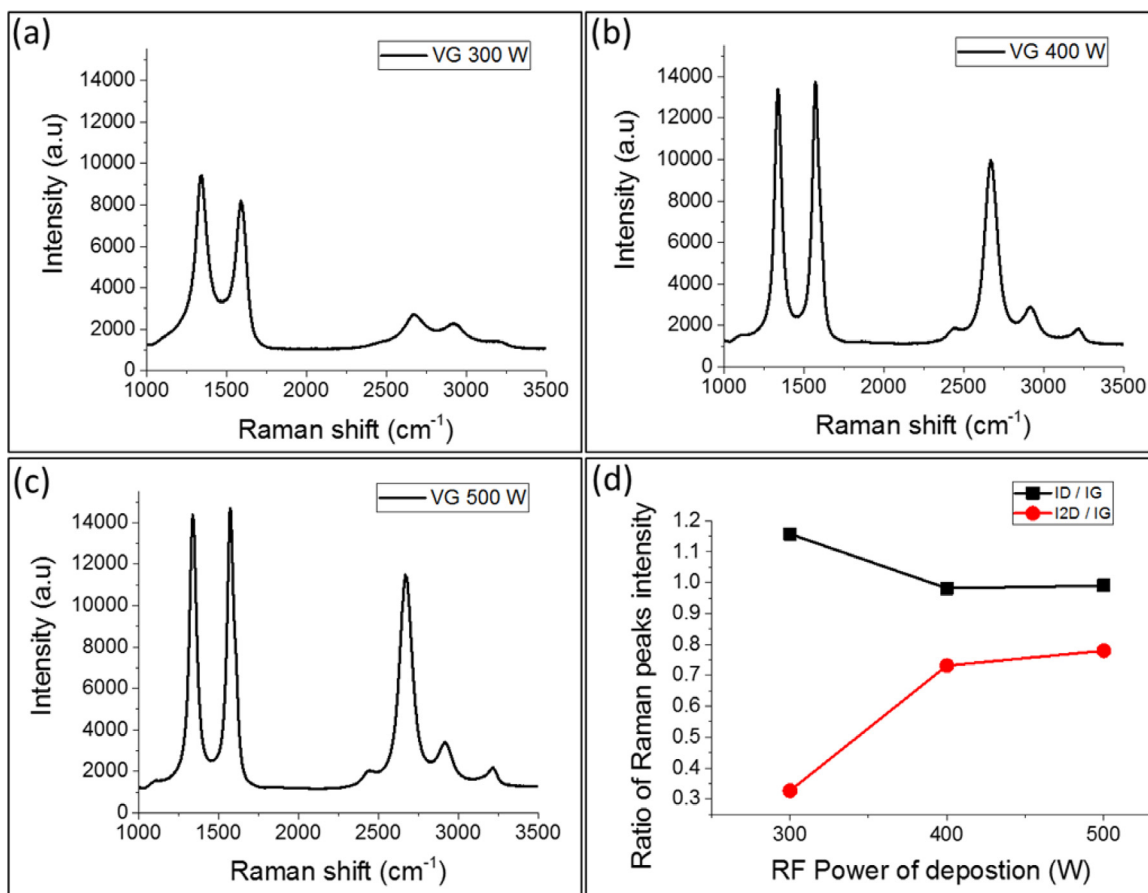 (a)
VG 300 W
Intensity (a.u)
14000
12000
10000
8000
6000
4000
2000
0
1000 1500 2000 2500 3000 3500
Raman shift (cm⁻¹)
(b)
VG 400 W
Intensity (a.u)
14000
12000
10000
8000
6000
4000
2000
0
1000 1500 2000 2500 3000 3500
Raman shift (cm⁻¹)
(c)
VG 500 W
Intensity (a.u)
14000
12000
10000
8000
6000
4000
2000
0
1000 1500 2000 2500 3000 3500
Raman shift (cm⁻¹)
(d)
ID / IG
I2D / IG
Ratio of Raman peaks intensity
1.2
1.1
1.0
0.9
0.8
0.7
0.6
0.5
0.4
0.3
300 400 500
RF Power of depostion (W)